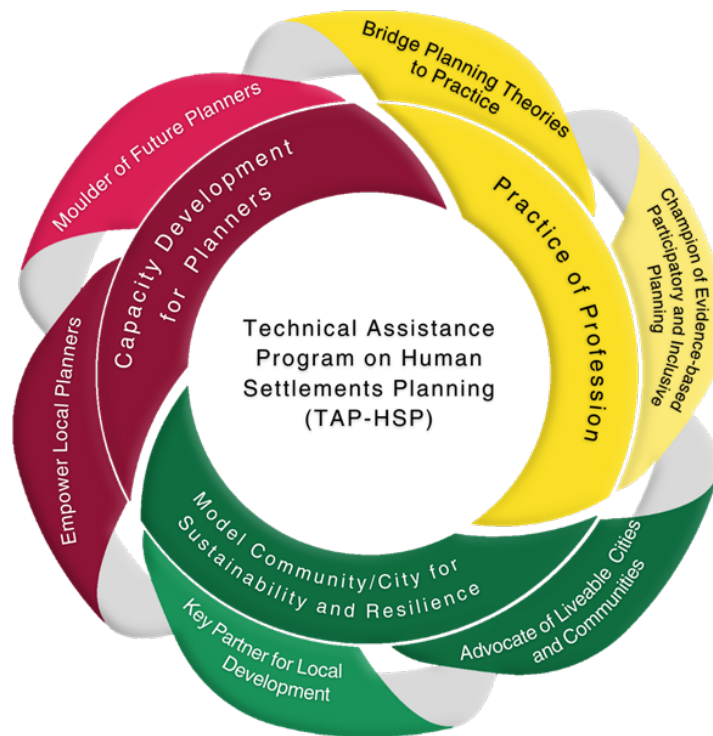 Bridge Planning Theories
to Practice
Champion of Evidence-based
Participatory and Inclusive
Planning
Practice of Profession
Moulder of Future Planners
Capacity Development
for Planners
Empower Local Planners
Technical Assistance
Program on Human
Settlements Planning
(TAP-HSP)
Model Community/City for
Sustainability and Resilience
Advocate of Liveable Cities
and Communities
Key Partner for Local
Development